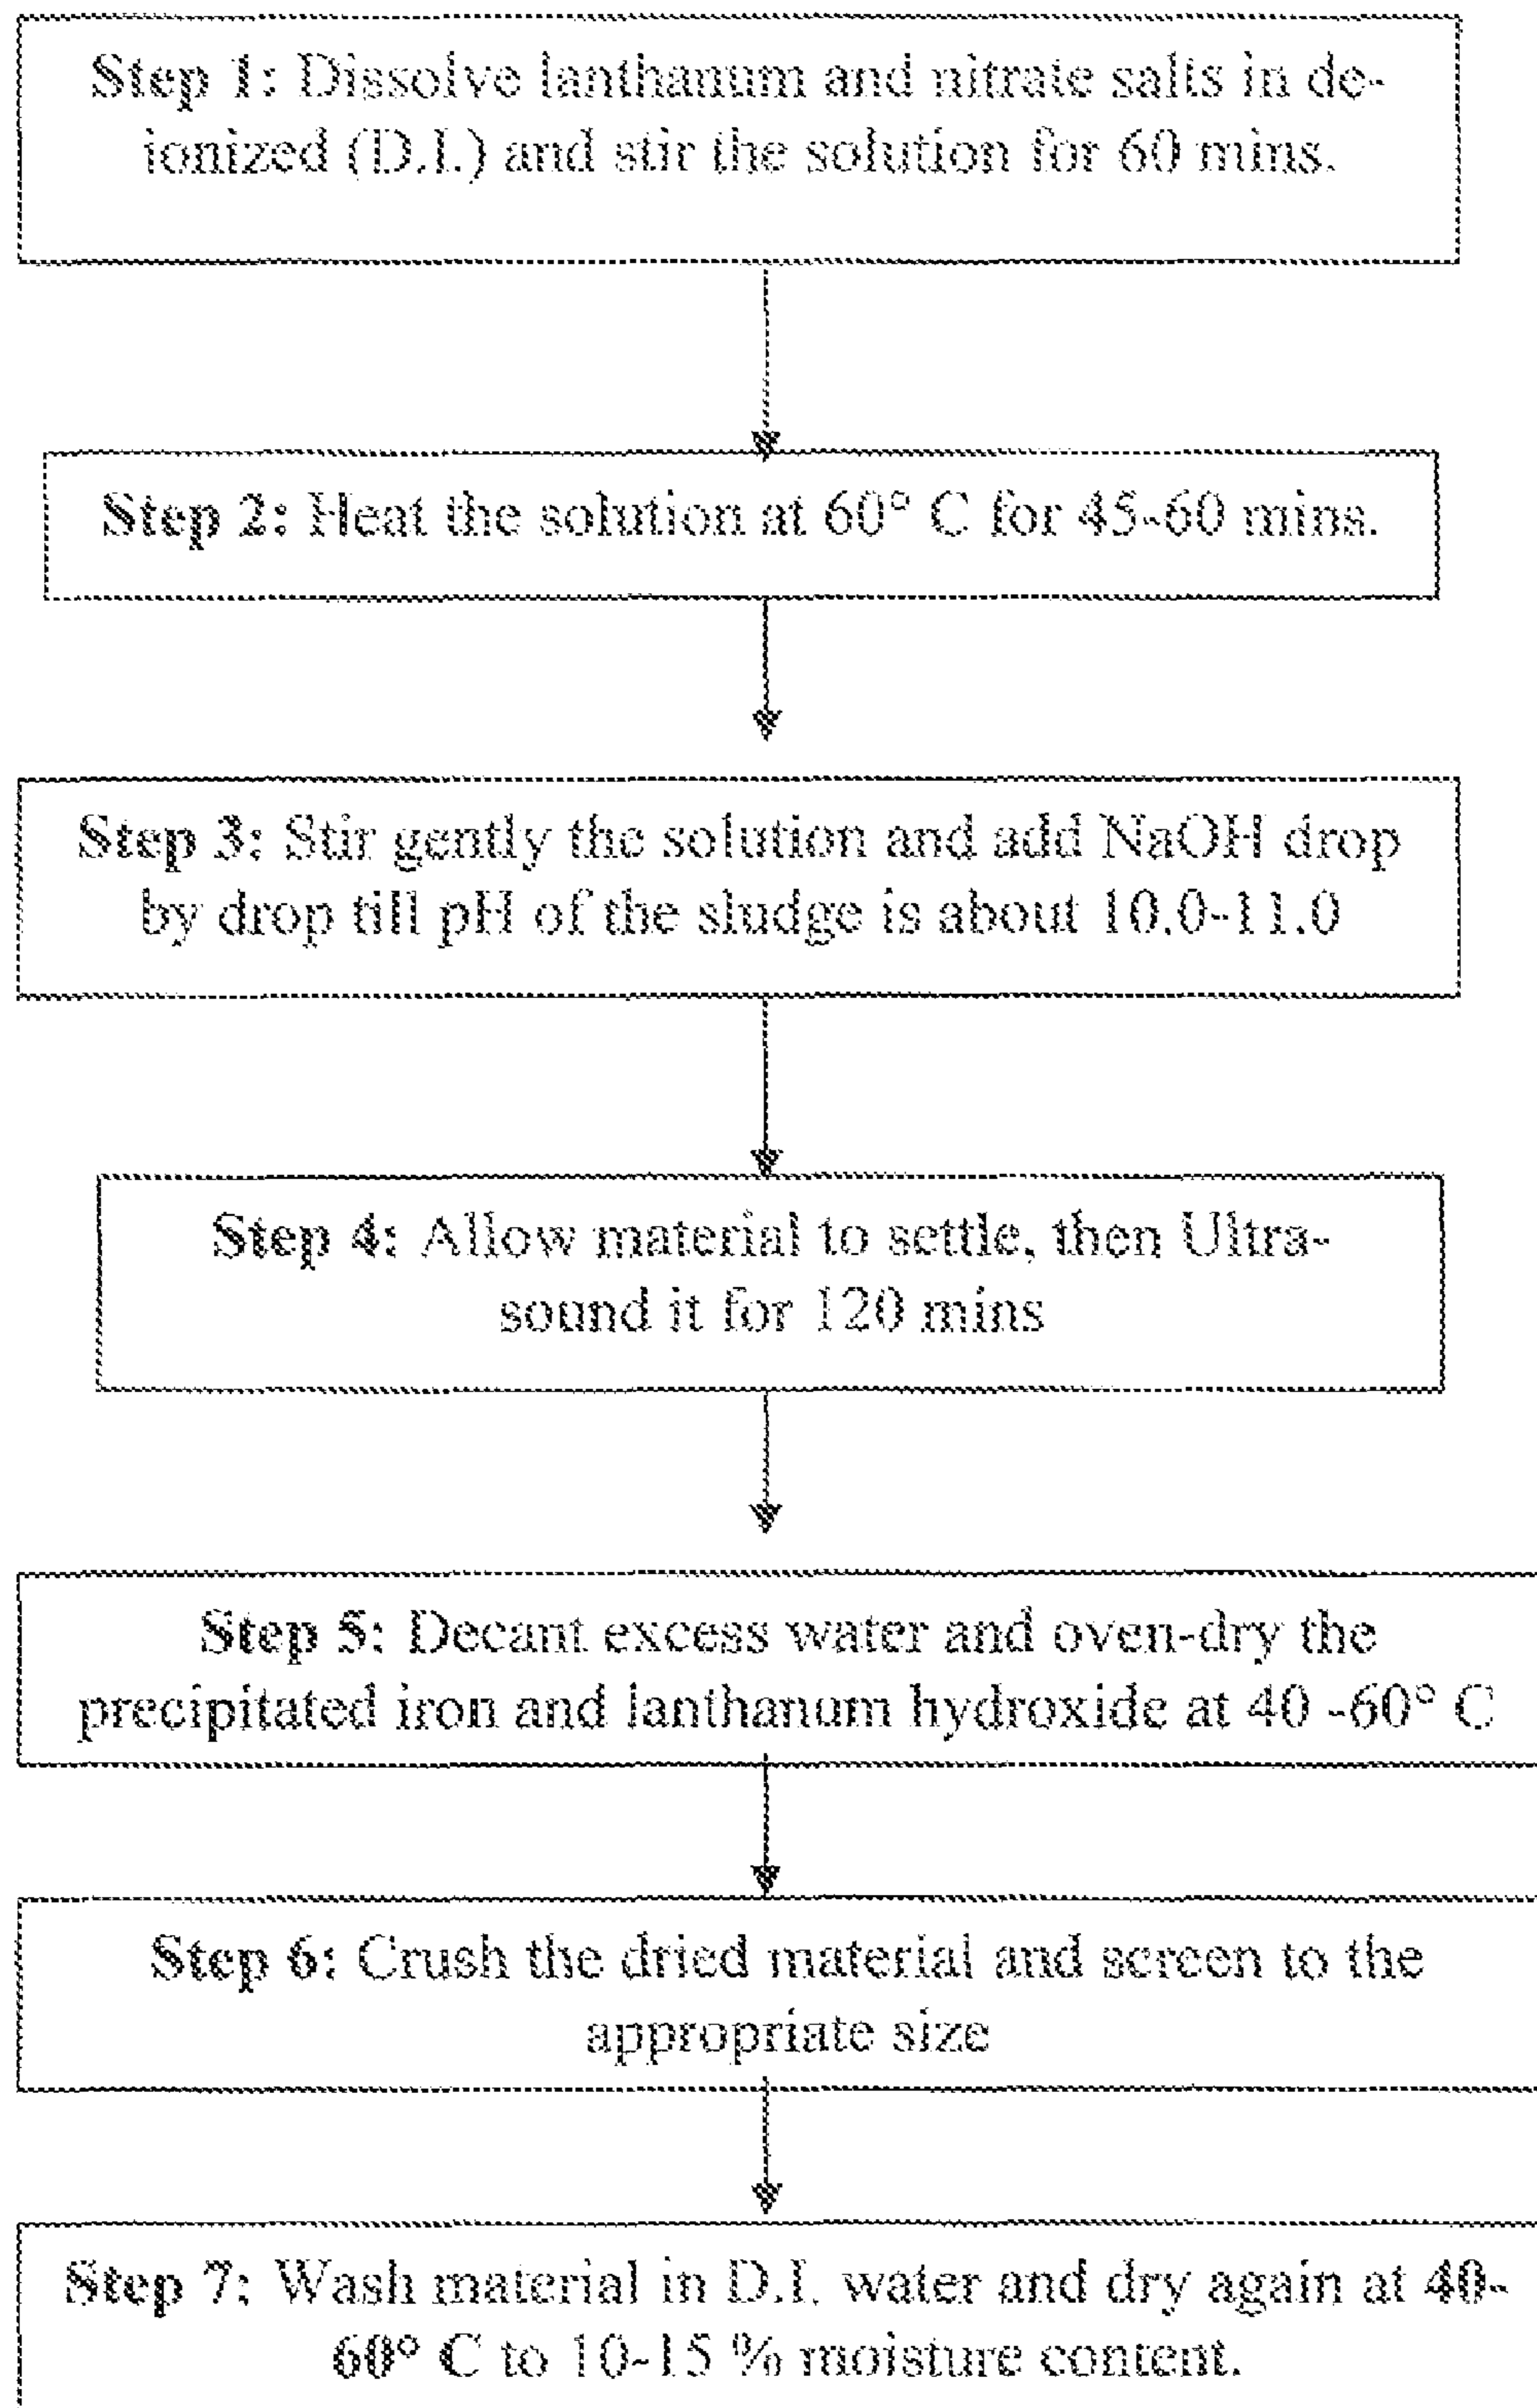 Step 1: Dissolve lanthanum and nitrate salts in de-
ionized (D.I.) and stir the solution for 60 mins.
Step 2: Heat the solution at 60° C for 45-60 mins.
Step 3: Stir gently the solution and add NaOH drop
by drop till pH of the sludge is about 10.0-11.0
Step 4: Allow material to settle, then Ultra-
sound it for 120 mins
Step 5: Decant excess water and oven-dry the
precipitated iron and lanthanum hydroxide at 40 -60° C
Step 6: Crush the dried material and screen to the
appropriate size
Step 7: Wash material in D.I. water and dry again at 40-
60° C to 10-15 % moisture content.